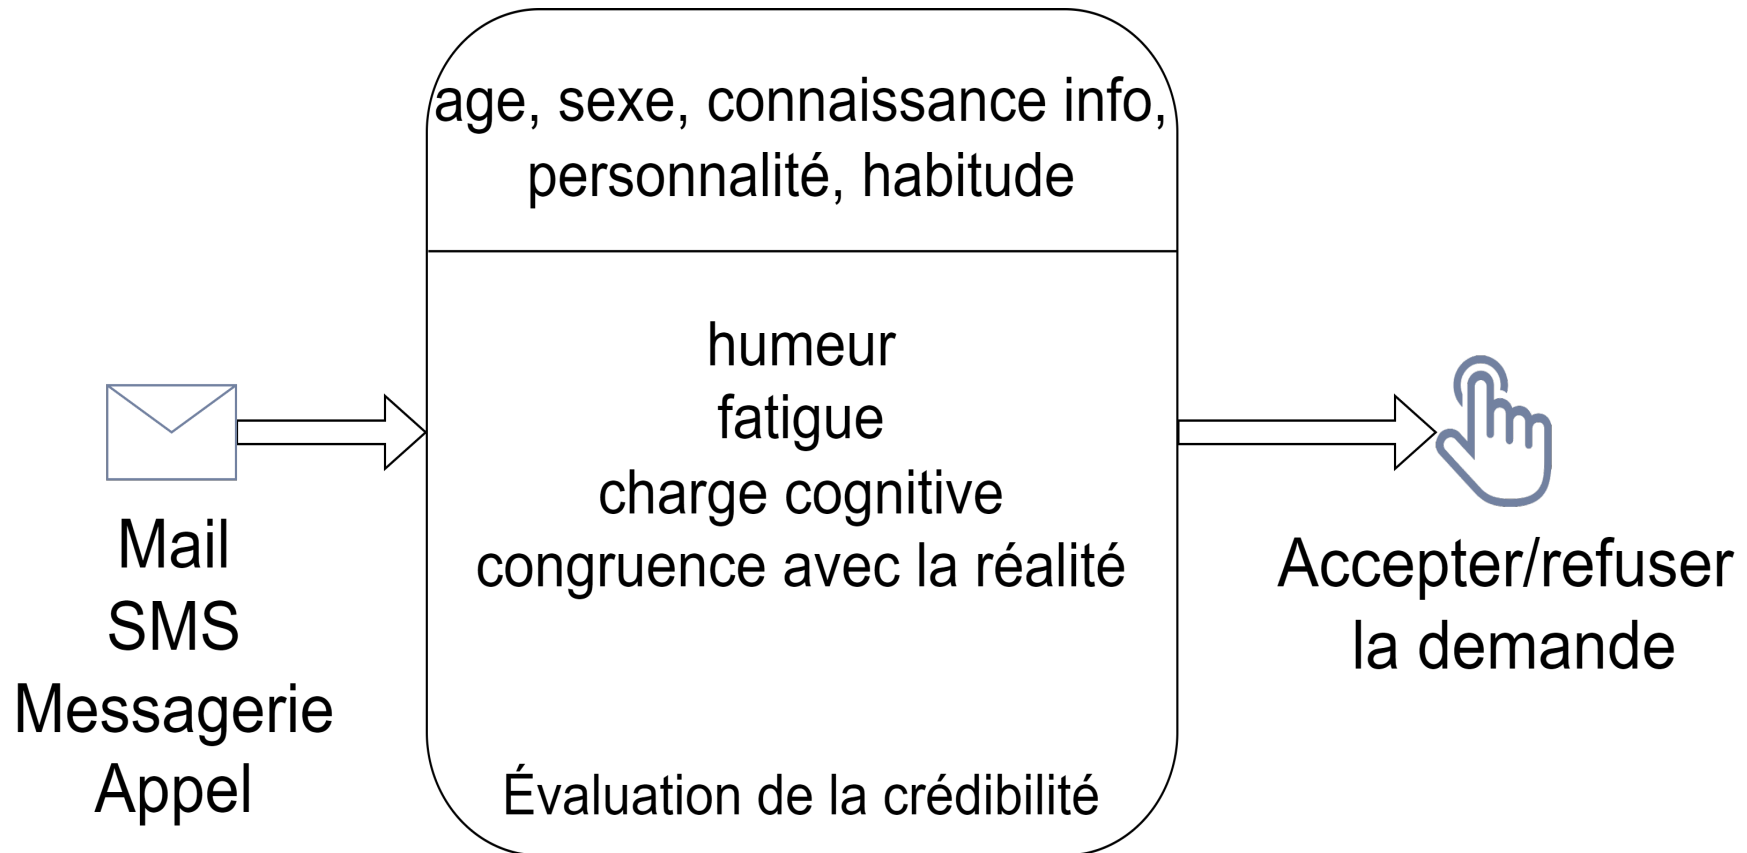 age, sexe, connaissance info,
personnalité, habitude
humeur
fatigue
charge cognitive
congruence avec la réalité
Évaluation de la crédibilité
Mail
SMS
Messagerie
Appel
Accepter/refuser
la demande